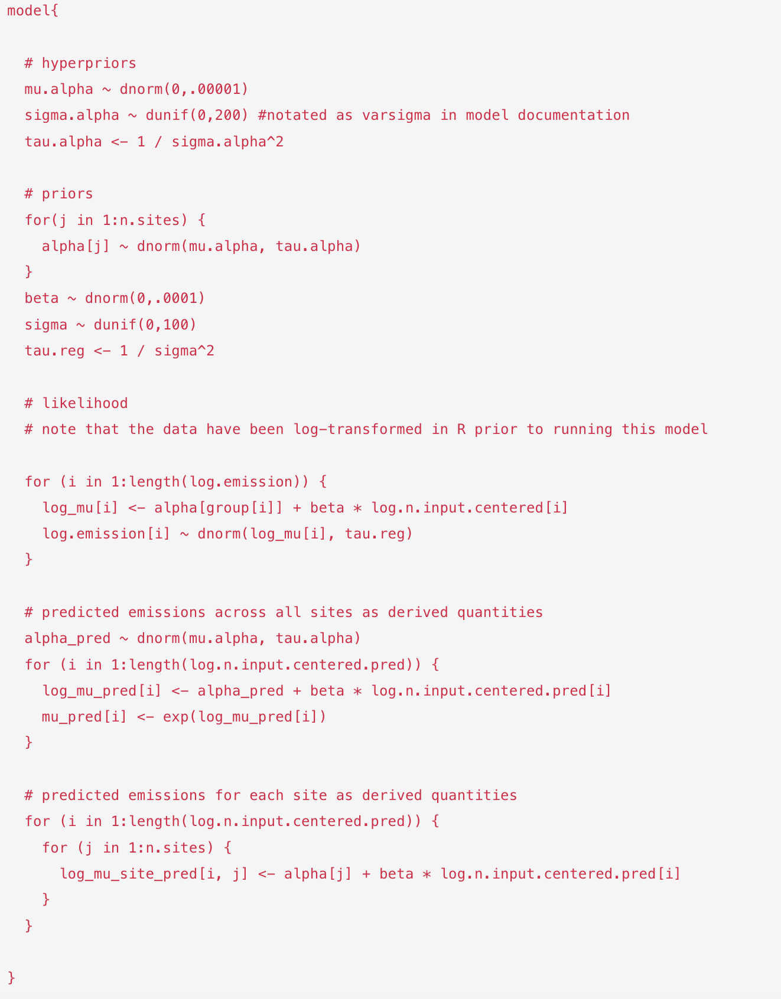 model{
# hyperpriors
mu.alpha ~ dnorm(0,.00001)
sigma.alpha ~ dunif(0,200) #notated as varsigma in model documentation
tau.alpha <- 1 / sigma.alpha^2
# priors
for(j in 1:n.sites) {
alpha[j] ~ dnorm(mu.alpha, tau.alpha)
}
beta ~ dnorm(0,.0001)
sigma ~ dunif(0,100)
tau.reg <- 1 / sigma^2
# likelihood
# note that the data have been log-transformed in R prior to running this model
for (i in 1:length(log.emission)) {
log_mu[i] <- alpha[group[i]] + beta * log.n.input.centered[i]
log.emission[i] ~ dnorm(log_mu[i], tau.reg)
}
# predicted emissions across all sites as derived quantities
alpha_pred ~ dnorm(mu.alpha, tau.alpha)
for (i in 1:length(log.n.input.centered.pred)) {
log_mu_pred[i] <- alpha_pred + beta * log.n.input.centered.pred[i]
mu_pred[i] <- exp(log_mu_pred[i])
}
# predicted emissions for each site as derived quantities
for (i in 1:length(log.n.input.centered.pred)) {
for (j in 1:n.sites) {
log_mu_site_pred[i, j] <- alpha[j] + beta * log.n.input.centered.pred[i]
}
}
}